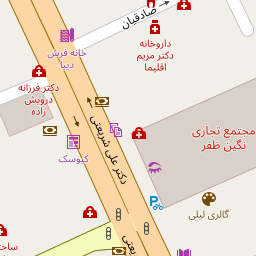 صادقیان
خانه فرش
دیبا
داروخانه
دکتر مریم
اقلیما
دکتر فرزانه
درویش
زاده
دکتر علی شریعتی
کیوسک
مجتمع تجاری
نگین ظفر
گالری لیلی
شریعتی